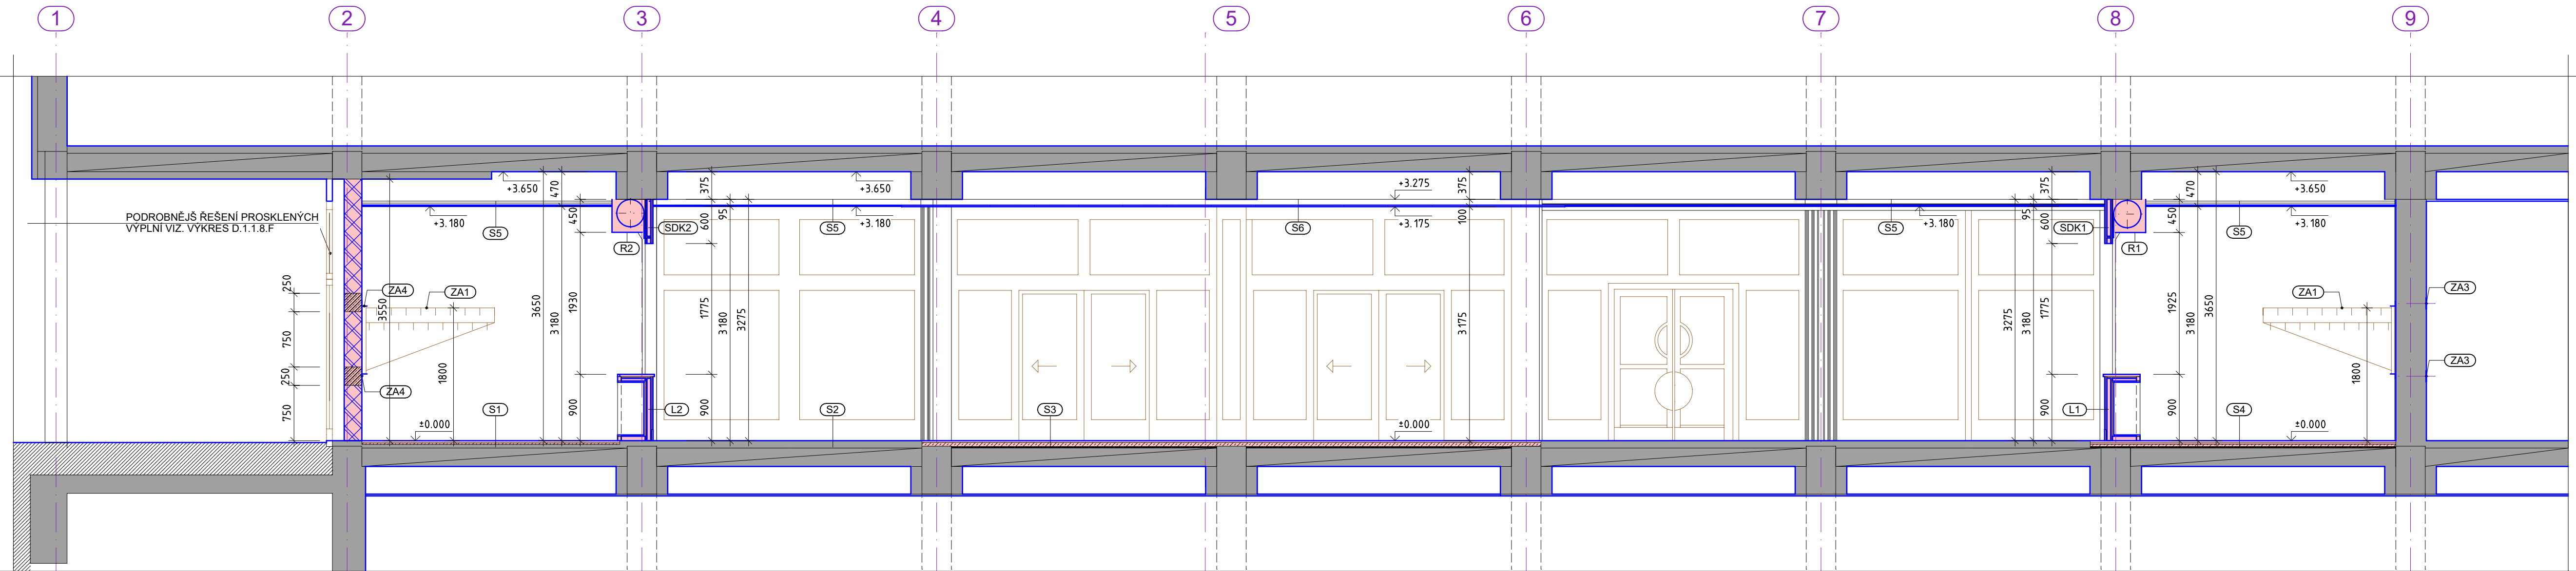 1 2 3 4 5 6 7 8 9
PODROBNĚJŠ ŘEŠENÍ PROSKLENÝCH
VÝPLNÍ VIZ. VÝKRES D.1.1.8.F
250
750
250
750
3550
ZA4
ZA4
ZA1
1800
+3.180
S5
+3.650
±0.000
S1
3650
470
3180
450
1930
900
R2
SDK2
L2
375
600
1775
900
95
3180
3275
S5
+3.650
+3.180
S2
S3
S6
+3.275
+3.175
±0.000
375
100
3175
S5
+3.180
3275
95
3180
375
600
1775
900
SDK1
R1
L1
470
450
1925
900
3180
3650
S5
+3.650
+3.180
ZA1
1800
S4
±0.000
ZA3
ZA3